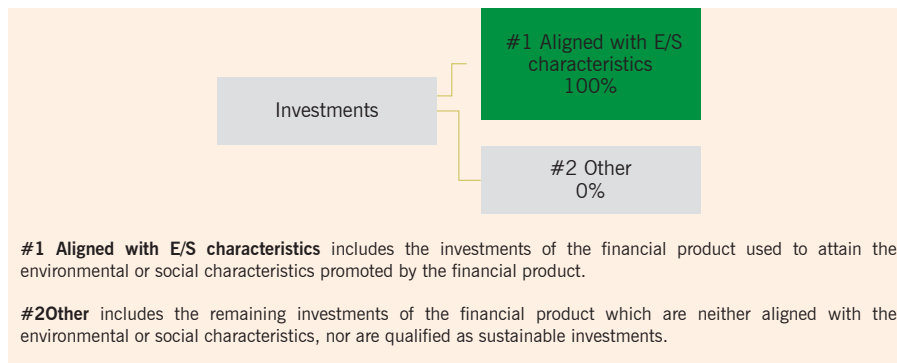 #1 Aligned with E/S
characteristics
100%
Investments
#2 Other
0%
#1 Aligned with E/S characteristics includes the investments of the financial product used to attain the
environmental or social characteristics promoted by the financial product.
#2Other includes the remaining investments of the financial product which are neither aligned with the
environmental or social characteristics, nor are qualified as sustainable investments.